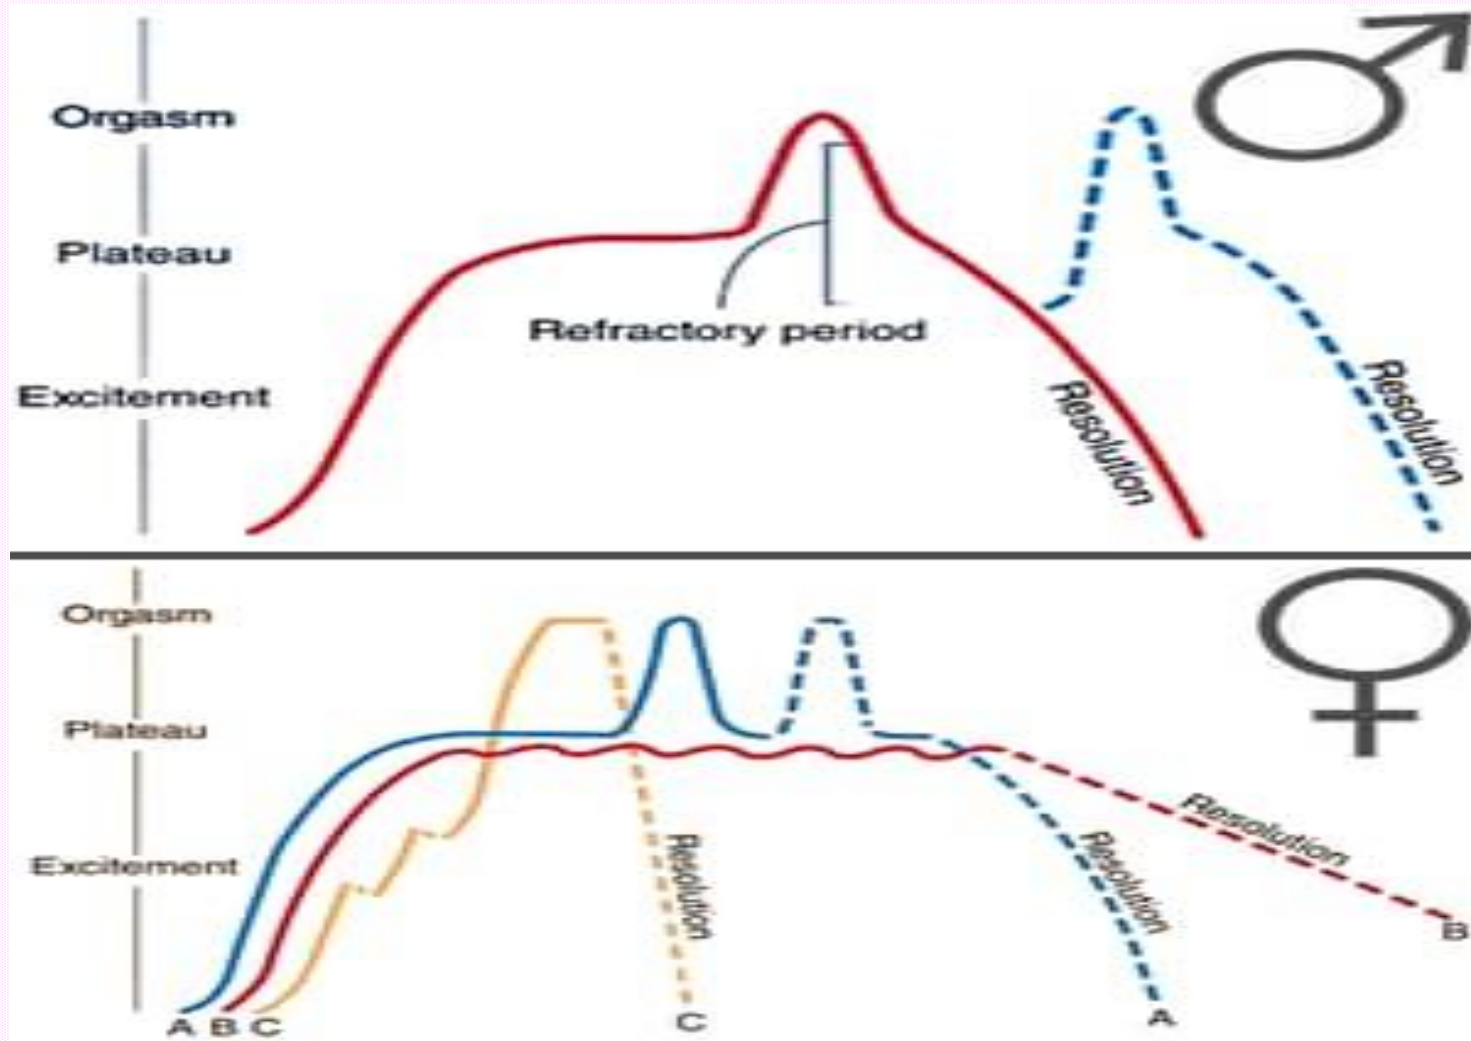 Orgasm
Plateau
Refractory period
Excitement
Resolution
Resolution
Orgasm
Plateau
Resolution
Excitement
Resolution
Resolution
B
A B C
C
A